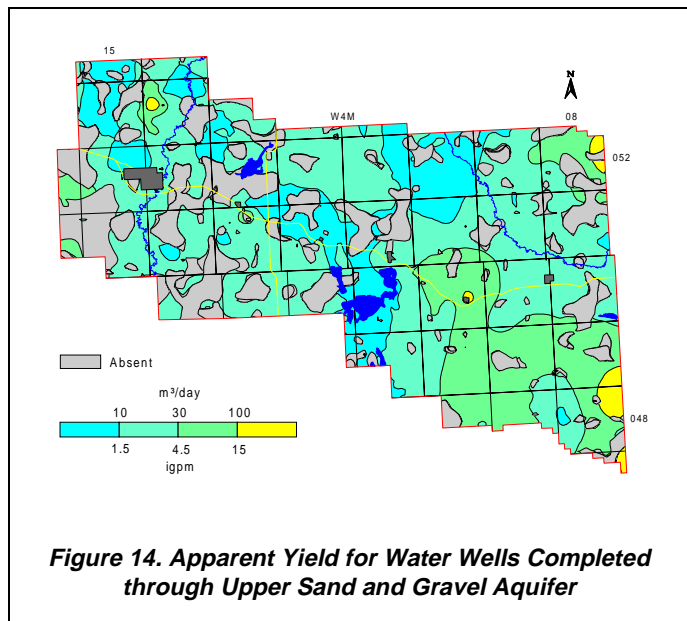 15
N
W4M
08
052
Absent
m³/day
10 30 100
048
1.5 4.5 15
igpm
Figure 14. Apparent Yield for Water Wells Completed
through Upper Sand and Gravel Aquifer